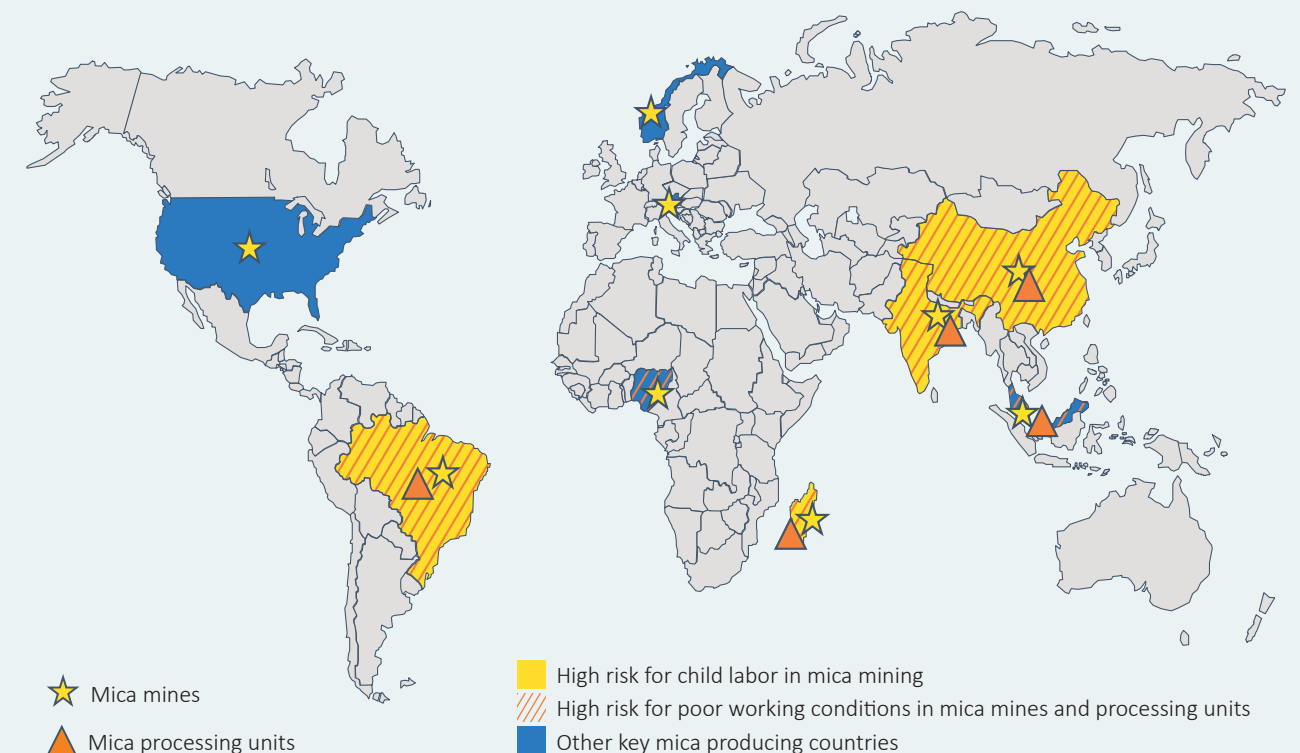 Mica mines
Mica processing units
High risk for child labor in mica mining
High risk for poor working conditions in mica mines and processing units
Other key mica producing countries